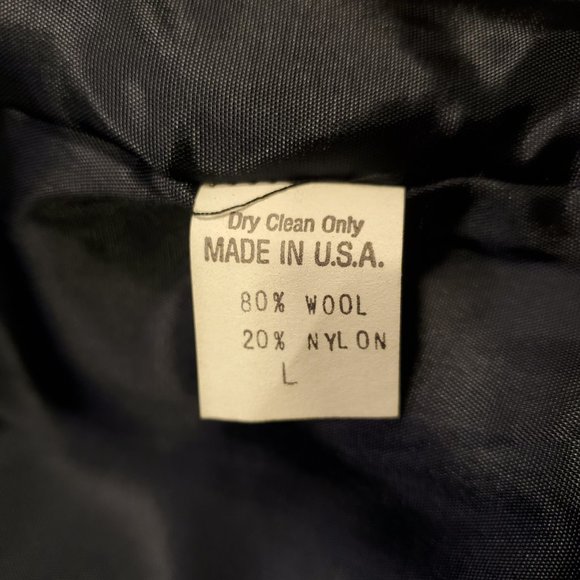 Dry Clean Only
MADE IN U.S.A.
80% WOOL
20% NYLON
L